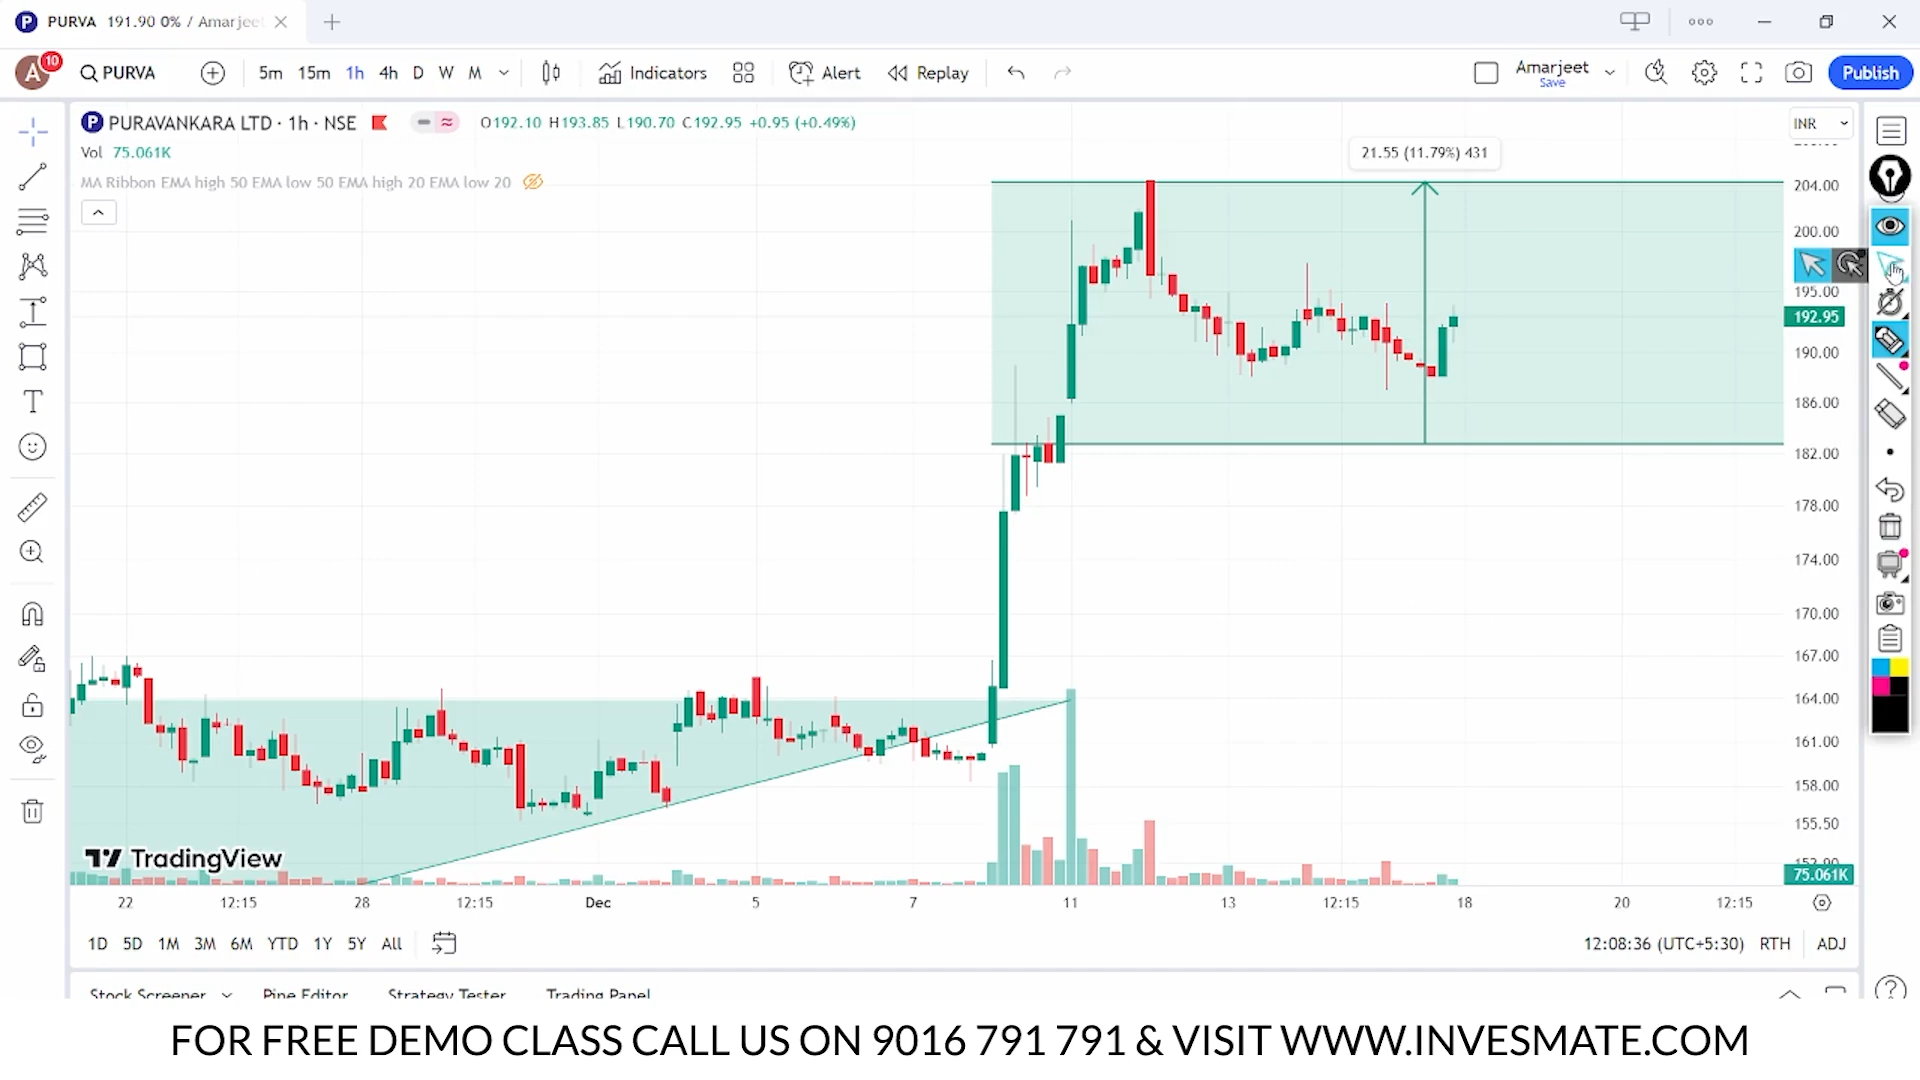 P PURVA 191.90 0% / Amarjee
A 10 PURVA 5m 15m 1h 4h D W M Indicators Alert Replay Amarjeet Save Publish
P PURAVANKARA LTD · 1h · NSE O192.10 H193.85 L190.70 C192.95 +0.95 (+0.49%)
INR
Vol 75.061K
MA Ribbon EMA high 50 EMA low 50 EMA high 20 EMA low 20
21.55 (11.79%) 431
204.00
200.00
195.00
192.95
190.00
186.00
182.00
178.00
174.00
170.00
167.00
164.00
161.00
158.00
155.50
152.90
75.061K
TradingView
22 12:15 28 12:15 Dec 5 7 11 13 12:15 18 20 12:15
1D 5D 1M 3M 6M YTD 1Y 5Y All 12:08:36 (UTC+5:30) RTH ADJ
Stock Screener Pine Editor Strategy Tester Trading Panel
FOR FREE DEMO CLASS CALL US ON 9016 791 791 & VISIT WWW.INVESMATE.COM